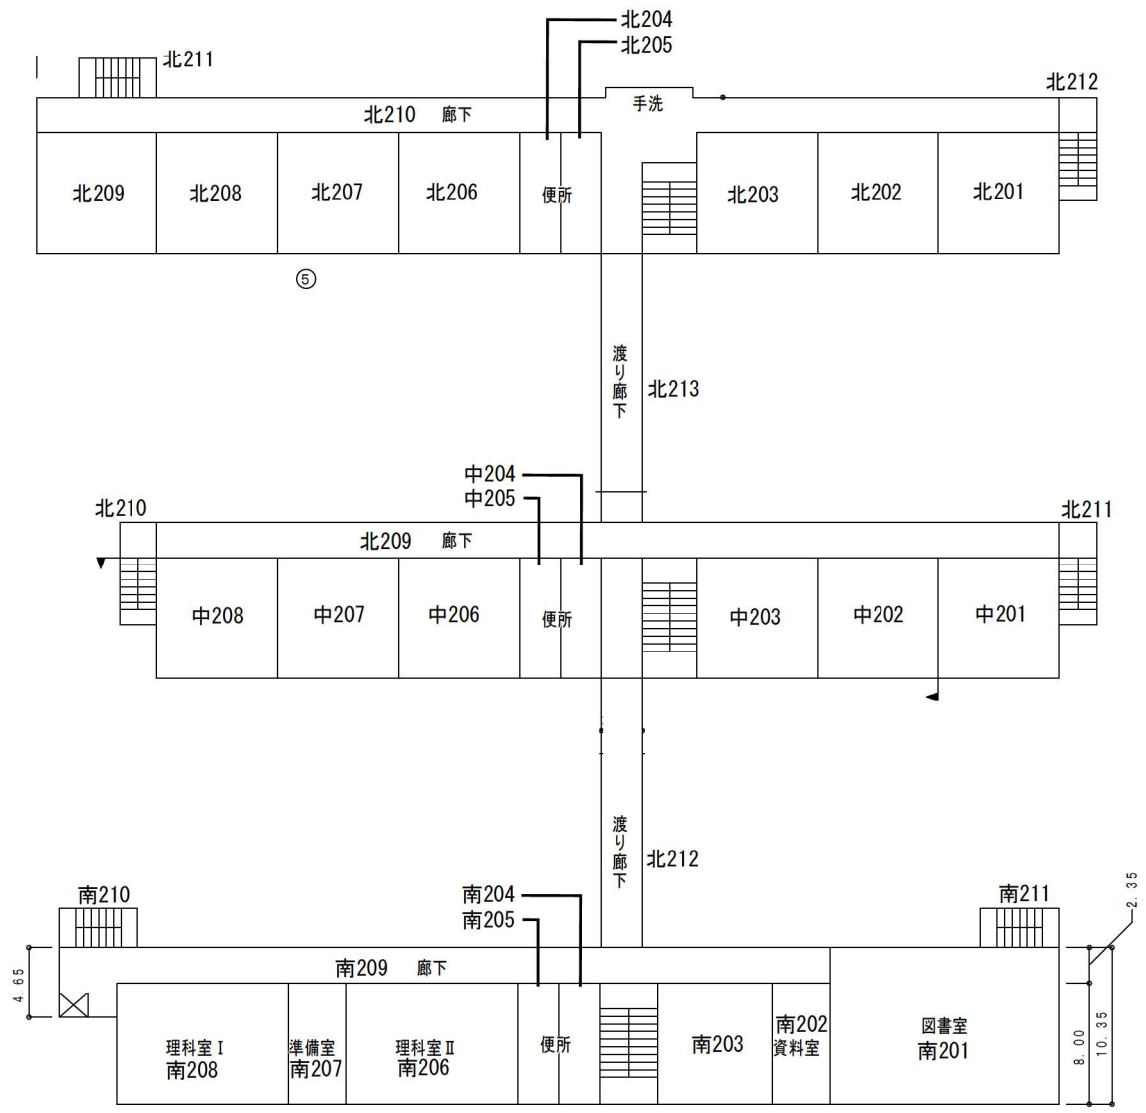 北204
北205
北211
北212
手洗
北210 廊下
北209
北208
北207
北206
便所
北203
北202
北201
⑤
渡り廊下
北213
中204
中205
北210
北211
北209 廊下
中208
中207
中206
便所
中203
中202
中201
渡り廊下
北212
南210
南204
南205
南211
2.35
南209 廊下
4.65
理科室Ⅰ
南208
準備室
南207
理科室Ⅱ
南206
便所
南203
南202
資料室
図書室
南201
8.00
10.35